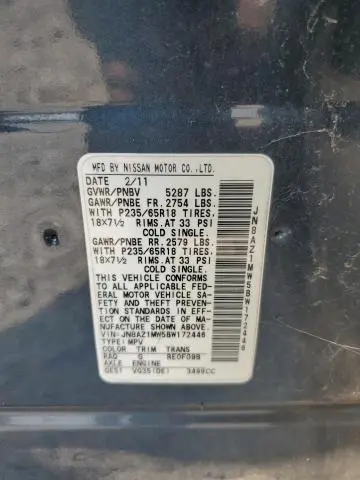 MFD BY NISSAN MOTOR CO.,LTD.
DATE 2/11
GVWR/PNBV 5287 LBS.
GAWR/PNBE FR. 2754 LBS.
WITH P235/65R18 TIRES.
18X7½ RIMS.AT 33 PSI
COLD SINGLE.
GAWR/PNBE RR. 2579 LBS.
WITH P235/65R18 TIRES.
18X7½ RIMS.AT 33 PSI
COLD SINGLE.
THIS VEHICLE CONFORMS
TO ALL APPLICABLE FED-
ERAL MOTOR VEHICLE SA-
FETY AND THEFT PREVENT-
ION STANDARDS IN EFF-
ECT ON THE DATE OF MA-
NUFACTURE SHOWN ABOVE.
VIN:JN8AZ1MW5BW172446
TYPE:MPV
COLOR TRIM TRANS
RAQ G RE0F09B
AXLE ENGINE
VQ35(DE) 3498CC
JN8AZ1MW5BW172446